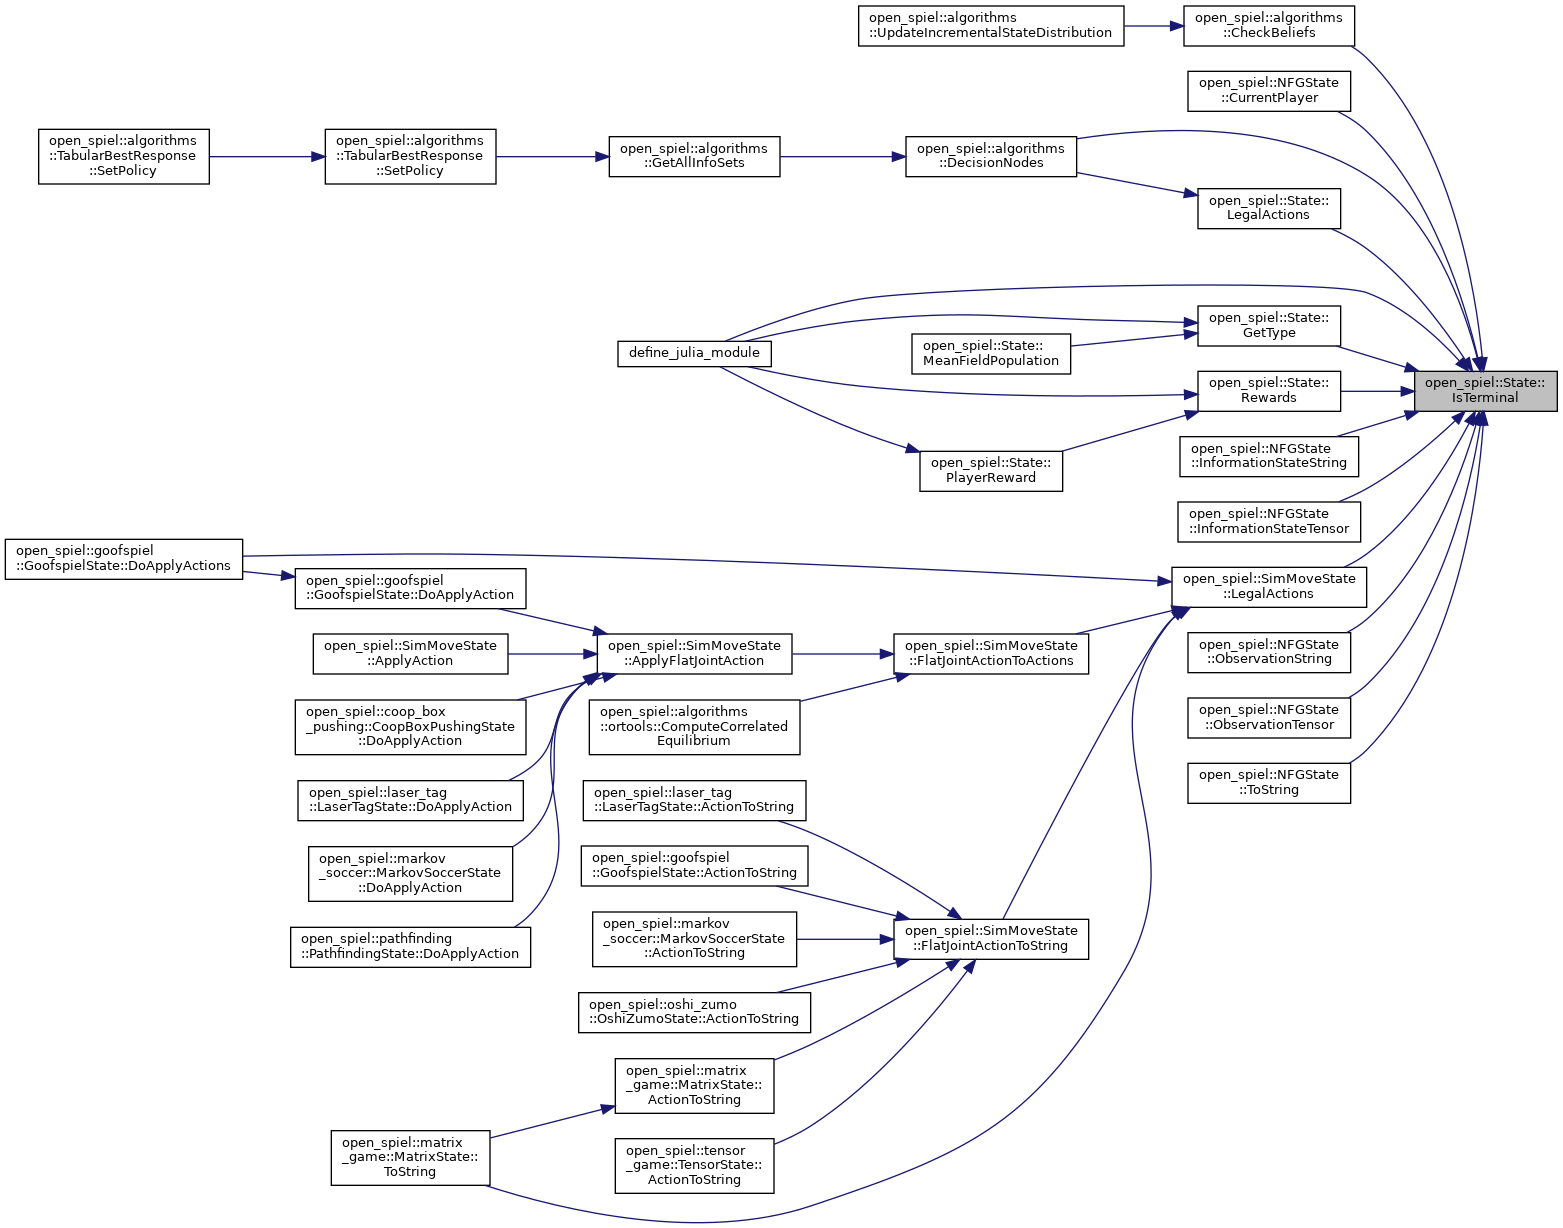 open_spiel::algorithms
::UpdateIncrementalStateDistribution
open_spiel::algorithms
::CheckBeliefs
open_spiel::NFGState
::CurrentPlayer
open_spiel::algorithms
::TabularBestResponse
::SetPolicy
open_spiel::algorithms
::TabularBestResponse
::SetPolicy
open_spiel::algorithms
::GetAllInfoSets
open_spiel::algorithms
::DecisionNodes
open_spiel::State::
LegalActions
open_spiel::State::
GetType
open_spiel::State::
MeanFieldPopulation
define_julia_module
open_spiel::State::
Rewards
open_spiel::State::
IsTerminal
open_spiel::NFGState
::InformationStateString
open_spiel::State::
PlayerReward
open_spiel::NFGState
::InformationStateTensor
open_spiel::goofspiel
::GoofspielState::DoApplyActions
open_spiel::goofspiel
::GoofspielState::DoApplyAction
open_spiel::SimMoveState
::LegalActions
open_spiel::SimMoveState
::ApplyAction
open_spiel::SimMoveState
::ApplyFlatJointAction
open_spiel::SimMoveState
::FlatJointActionToActions
open_spiel::NFGState
::ObservationString
open_spiel::coop_box
_pushing::CoopBoxPushingState
::DoApplyAction
open_spiel::algorithms
::ortools::ComputeCorrelated
Equilibrium
open_spiel::NFGState
::ObservationTensor
open_spiel::laser_tag
::LaserTagState::DoApplyAction
open_spiel::laser_tag
::LaserTagState::ActionToString
open_spiel::NFGState
::ToString
open_spiel::markov
_soccer::MarkovSoccerState
::DoApplyAction
open_spiel::goofspiel
::GoofspielState::ActionToString
open_spiel::pathfinding
::PathfindingState::DoApplyAction
open_spiel::markov
_soccer::MarkovSoccerState
::ActionToString
open_spiel::SimMoveState
::FlatJointActionToString
open_spiel::oshi_zumo
::OshiZumoState::ActionToString
open_spiel::matrix
_game::MatrixState::
ActionToString
open_spiel::matrix
_game::MatrixState::
ToString
open_spiel::tensor
_game::TensorState::
ActionToString